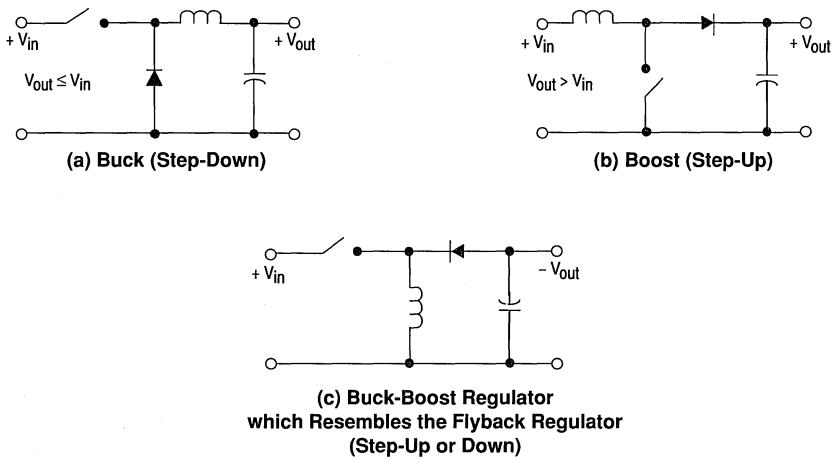 + Vin
+ Vout
Vout ≤ Vin
(a) Buck (Step-Down)
+ Vin
+ Vout
Vout > Vin
(b) Boost (Step-Up)
+ Vin
– Vout
(c) Buck-Boost Regulator
which Resembles the Flyback Regulator
(Step-Up or Down)